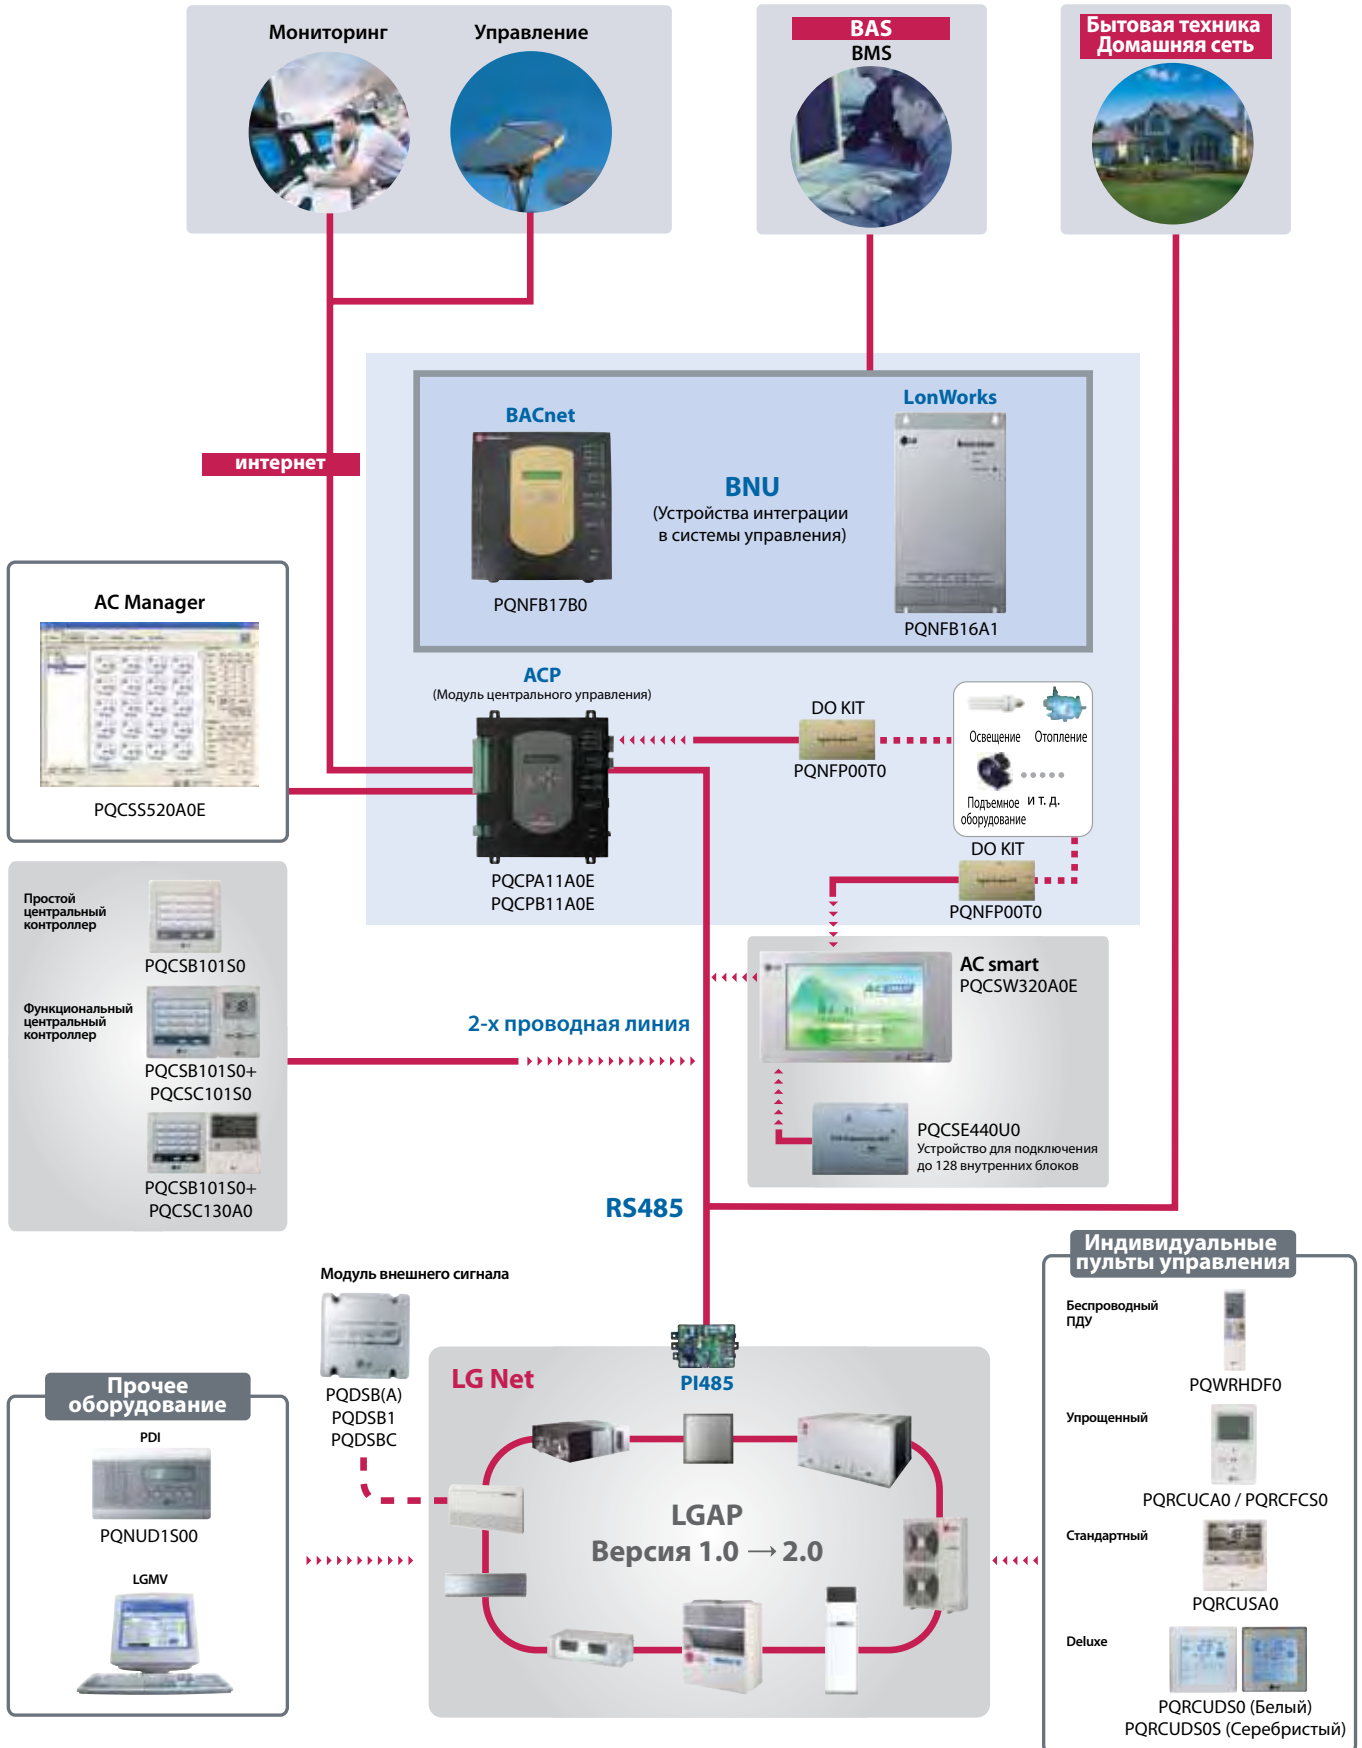 Мониторинг
Управление
BAS
BMS
Бытовая техника
Домашняя сеть
BACnet
LonWorks
интернет
BNU
(Устройства интеграции
в системы управления)
PQNFB17B0
PQNFB16A1
AC Manager
PQCSS520A0E
ACP
(Модуль центрального управления)
PQCPA11A0E
PQCPB11A0E
DO KIT
PQNFP00T0
Освещение
Отопление
Подъемное
оборудование
и т. д.
DO KIT
PQNFP00T0
Простой
центральный
контроллер
PQCSB101S0
Функциональный
центральный
контроллер
PQCSB101S0+
PQCSC101S0
PQCSB101S0+
PQCSC130A0
2-х проводная линия
AC smart
PQCSW320A0E
PQCSE440U0
Устройство для подключения
до 128 внутренних блоков
RS485
Модуль внешнего сигнала
PQDSB(A)
PQDSB1
PQDSBC
Прочее
оборудование
PDI
PQNUD1S00
LGMV
LG Net
PI485
LGAP
Версия 1.0 → 2.0
Индивидуальные
пульты управления
Беспроводный
ПДУ
PQWRHDF0
Упрощенный
PQRCUCA0 / PQRCFCS0
Стандартный
PQRCUSA0
Deluxe
PQRCUDS0 (Белый)
PQRCUDS0S (Серебристый)